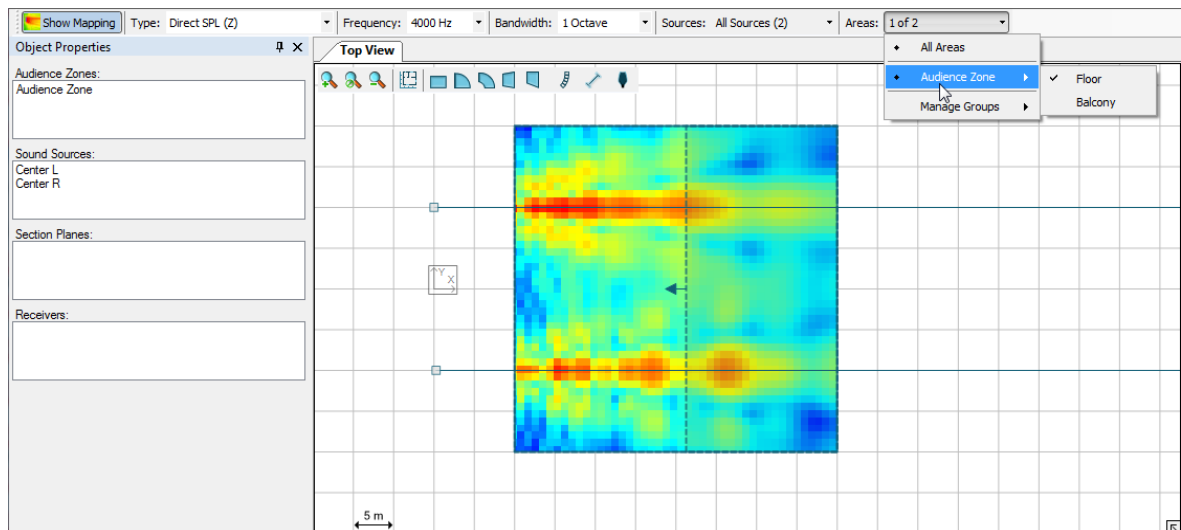 Show Mapping Type: Direct SPL (Z) Frequency: 4000 Hz Bandwidth: 1 Octave Sources: All Sources (2) Areas: 1 of 2
Object Properties
Top View
All Areas
Audience Zones:
Audience Zone
Audience Zone
Floor
Manage Groups
Balcony
Sound Sources:
Center L
Center R
Section Planes:
Y
X
Receivers:
5 m